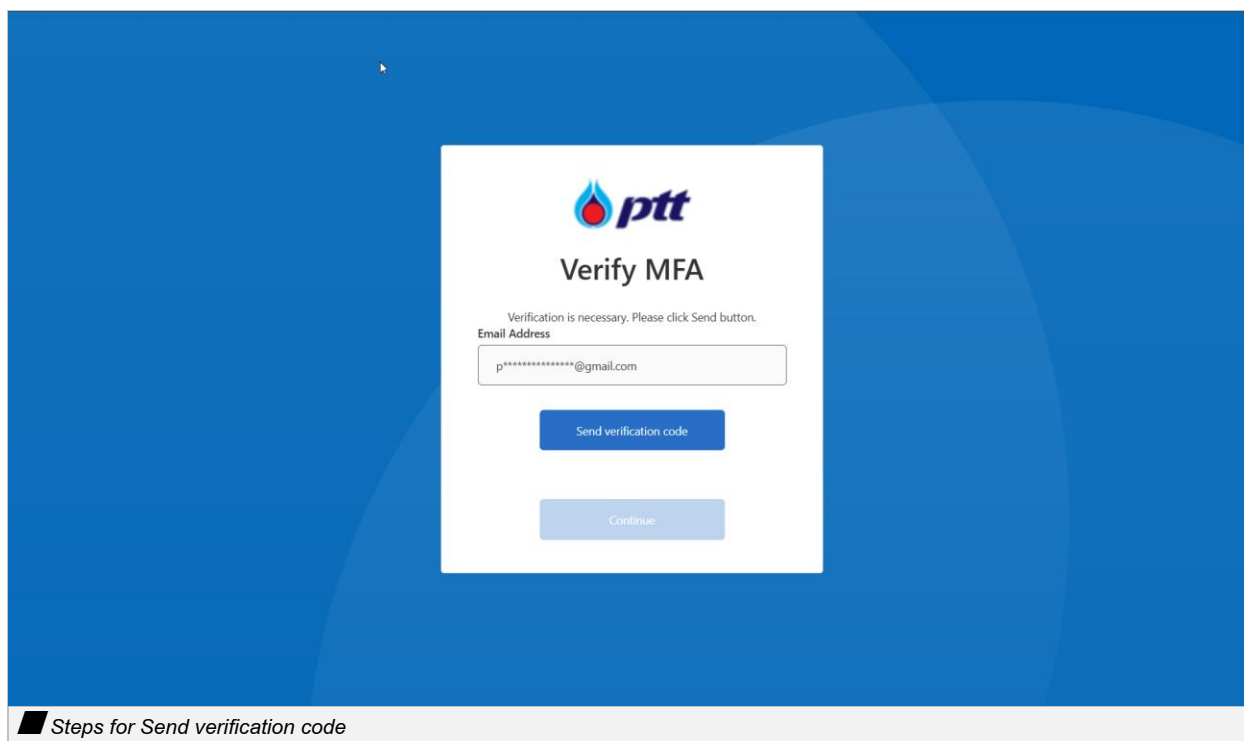 ptt
Verify MFA
Verification is necessary. Please click Send button.
Email Address
p***************@gmail.com
Send verification code
Continue
Steps for Send verification code